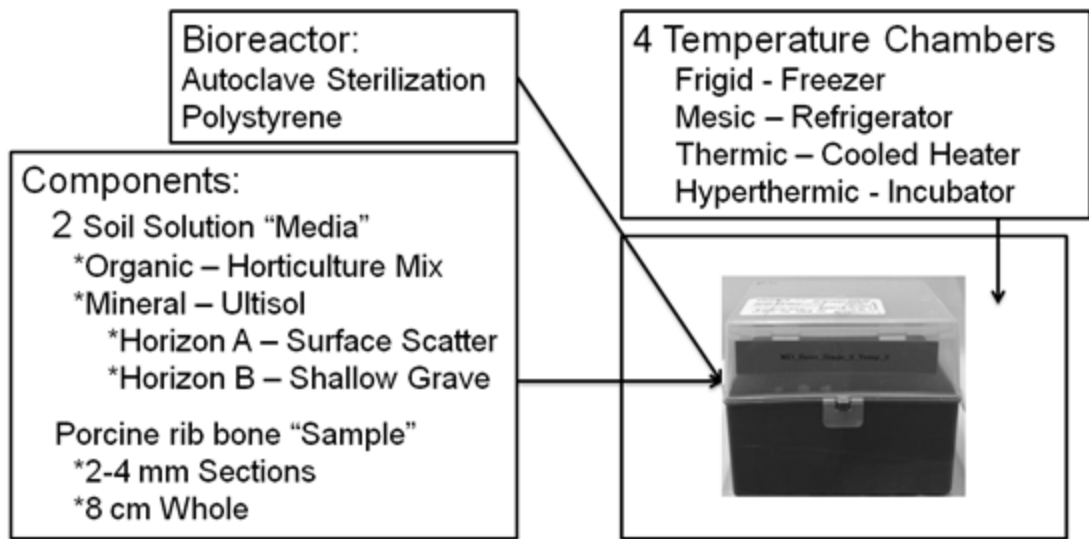 Bioreactor:
Autoclave Sterilization
Polystyrene
4 Temperature Chambers
Frigid - Freezer
Mesic – Refrigerator
Thermic – Cooled Heater
Hyperthermic - Incubator
Components:
2 Soil Solution “Media”
*Organic – Horticulture Mix
*Mineral – Ultisol
*Horizon A – Surface Scatter
*Horizon B – Shallow Grave
Porcine rib bone “Sample”
*2-4 mm Sections
*8 cm Whole